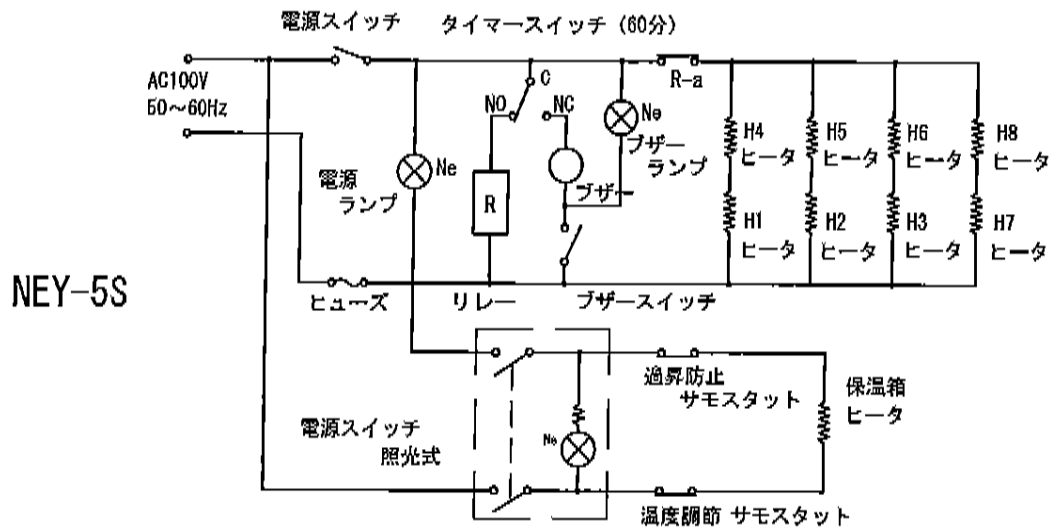 電源スイッチ
タイマースイッチ (60分)
AC100V
50～60Hz
C
NO
NC
R-a
Ne
ブザー
ランプ
H4
ヒータ
H5
ヒータ
H6
ヒータ
H8
ヒータ
Ne
電源
ランプ
R
ブザー
H1
ヒータ
H2
ヒータ
H3
ヒータ
H7
ヒータ
NEY-5S
ヒューズ
リレー
ブザースイッチ
過昇防止
サモスタット
保温箱
ヒータ
電源スイッチ
照光式
Ne
温度調節 サモスタット